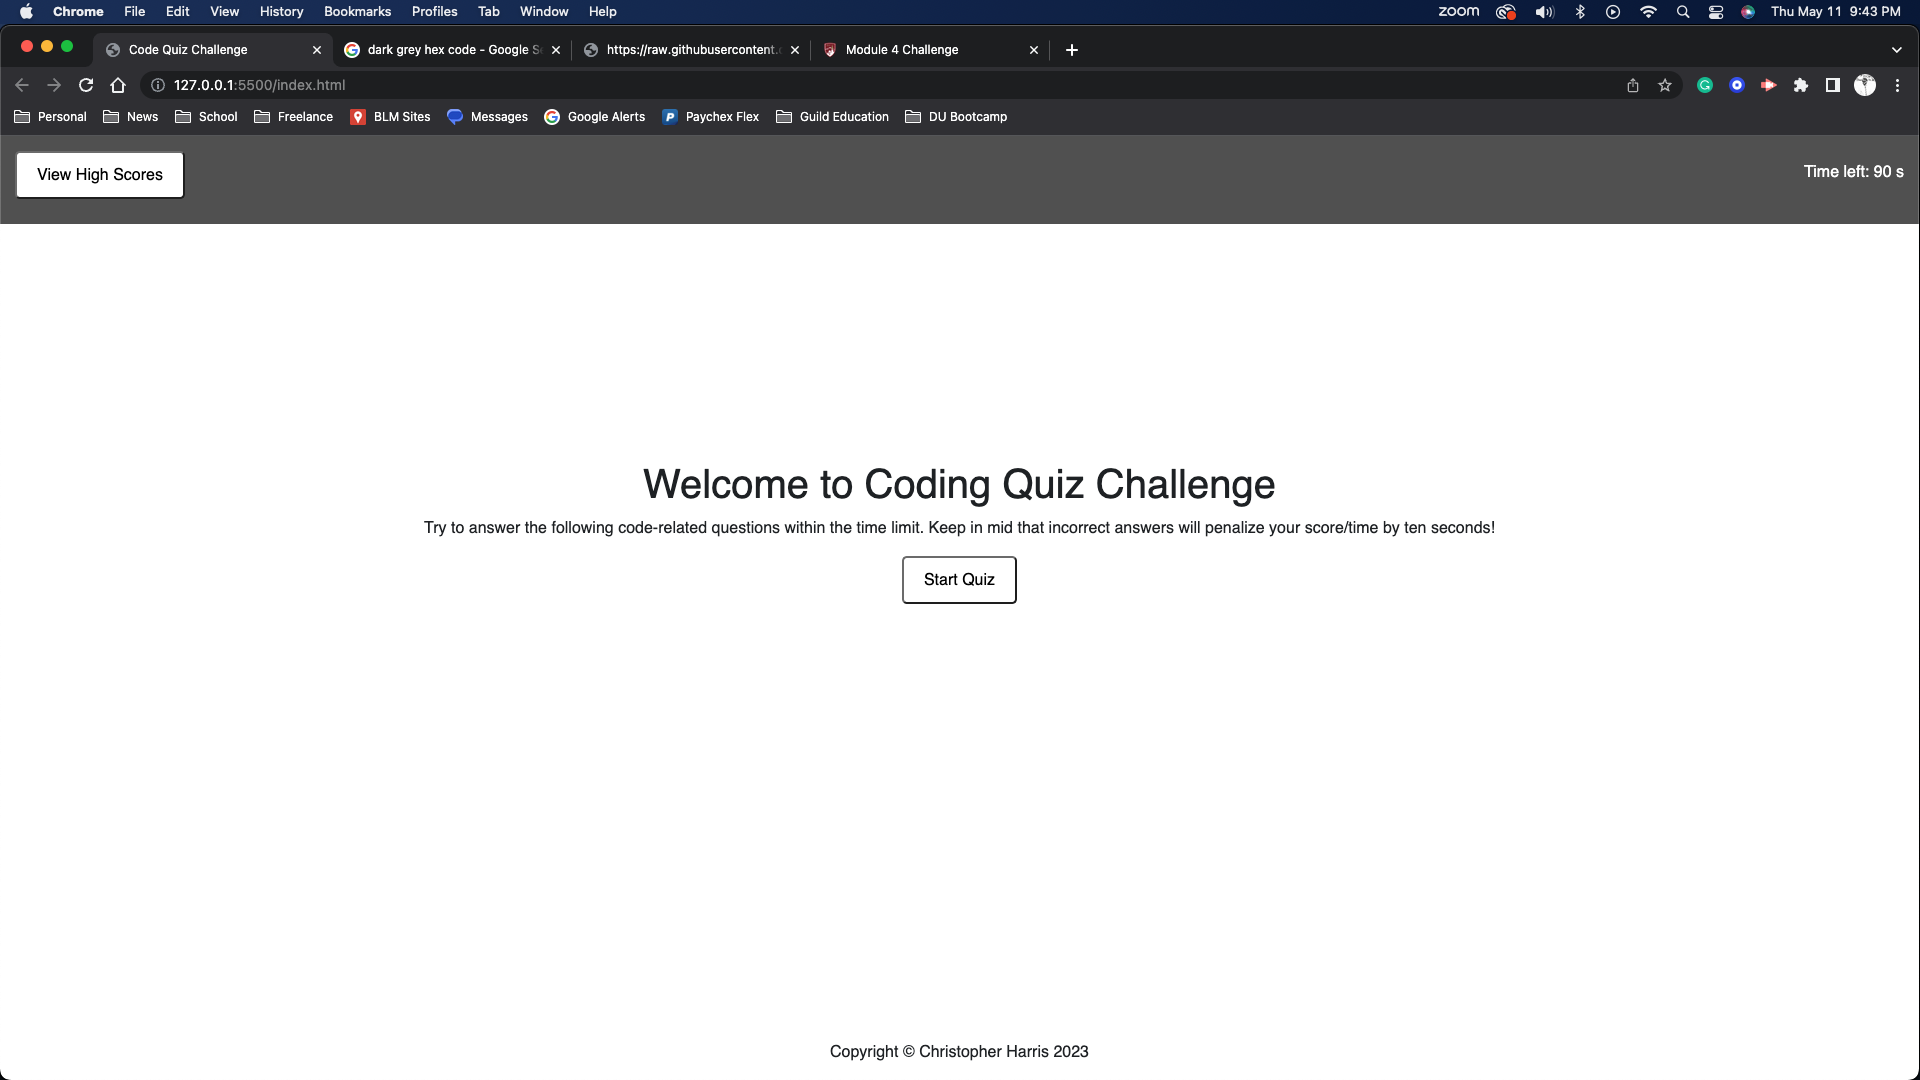 Chrome File Edit View History Bookmarks Profiles Tab Window Help zoom Thu May 11 9:43 PM
Code Quiz Challenge dark grey hex code - Google Se https://raw.githubusercontent.c Module 4 Challenge
127.0.0.1:5500/index.html
Personal News School Freelance BLM Sites Messages Google Alerts Paychex Flex Guild Education DU Bootcamp
View High Scores Time left: 90 s
Welcome to Coding Quiz Challenge
Try to answer the following code-related questions within the time limit. Keep in mid that incorrect answers will penalize your score/time by ten seconds!
Start Quiz
Copyright © Christopher Harris 2023